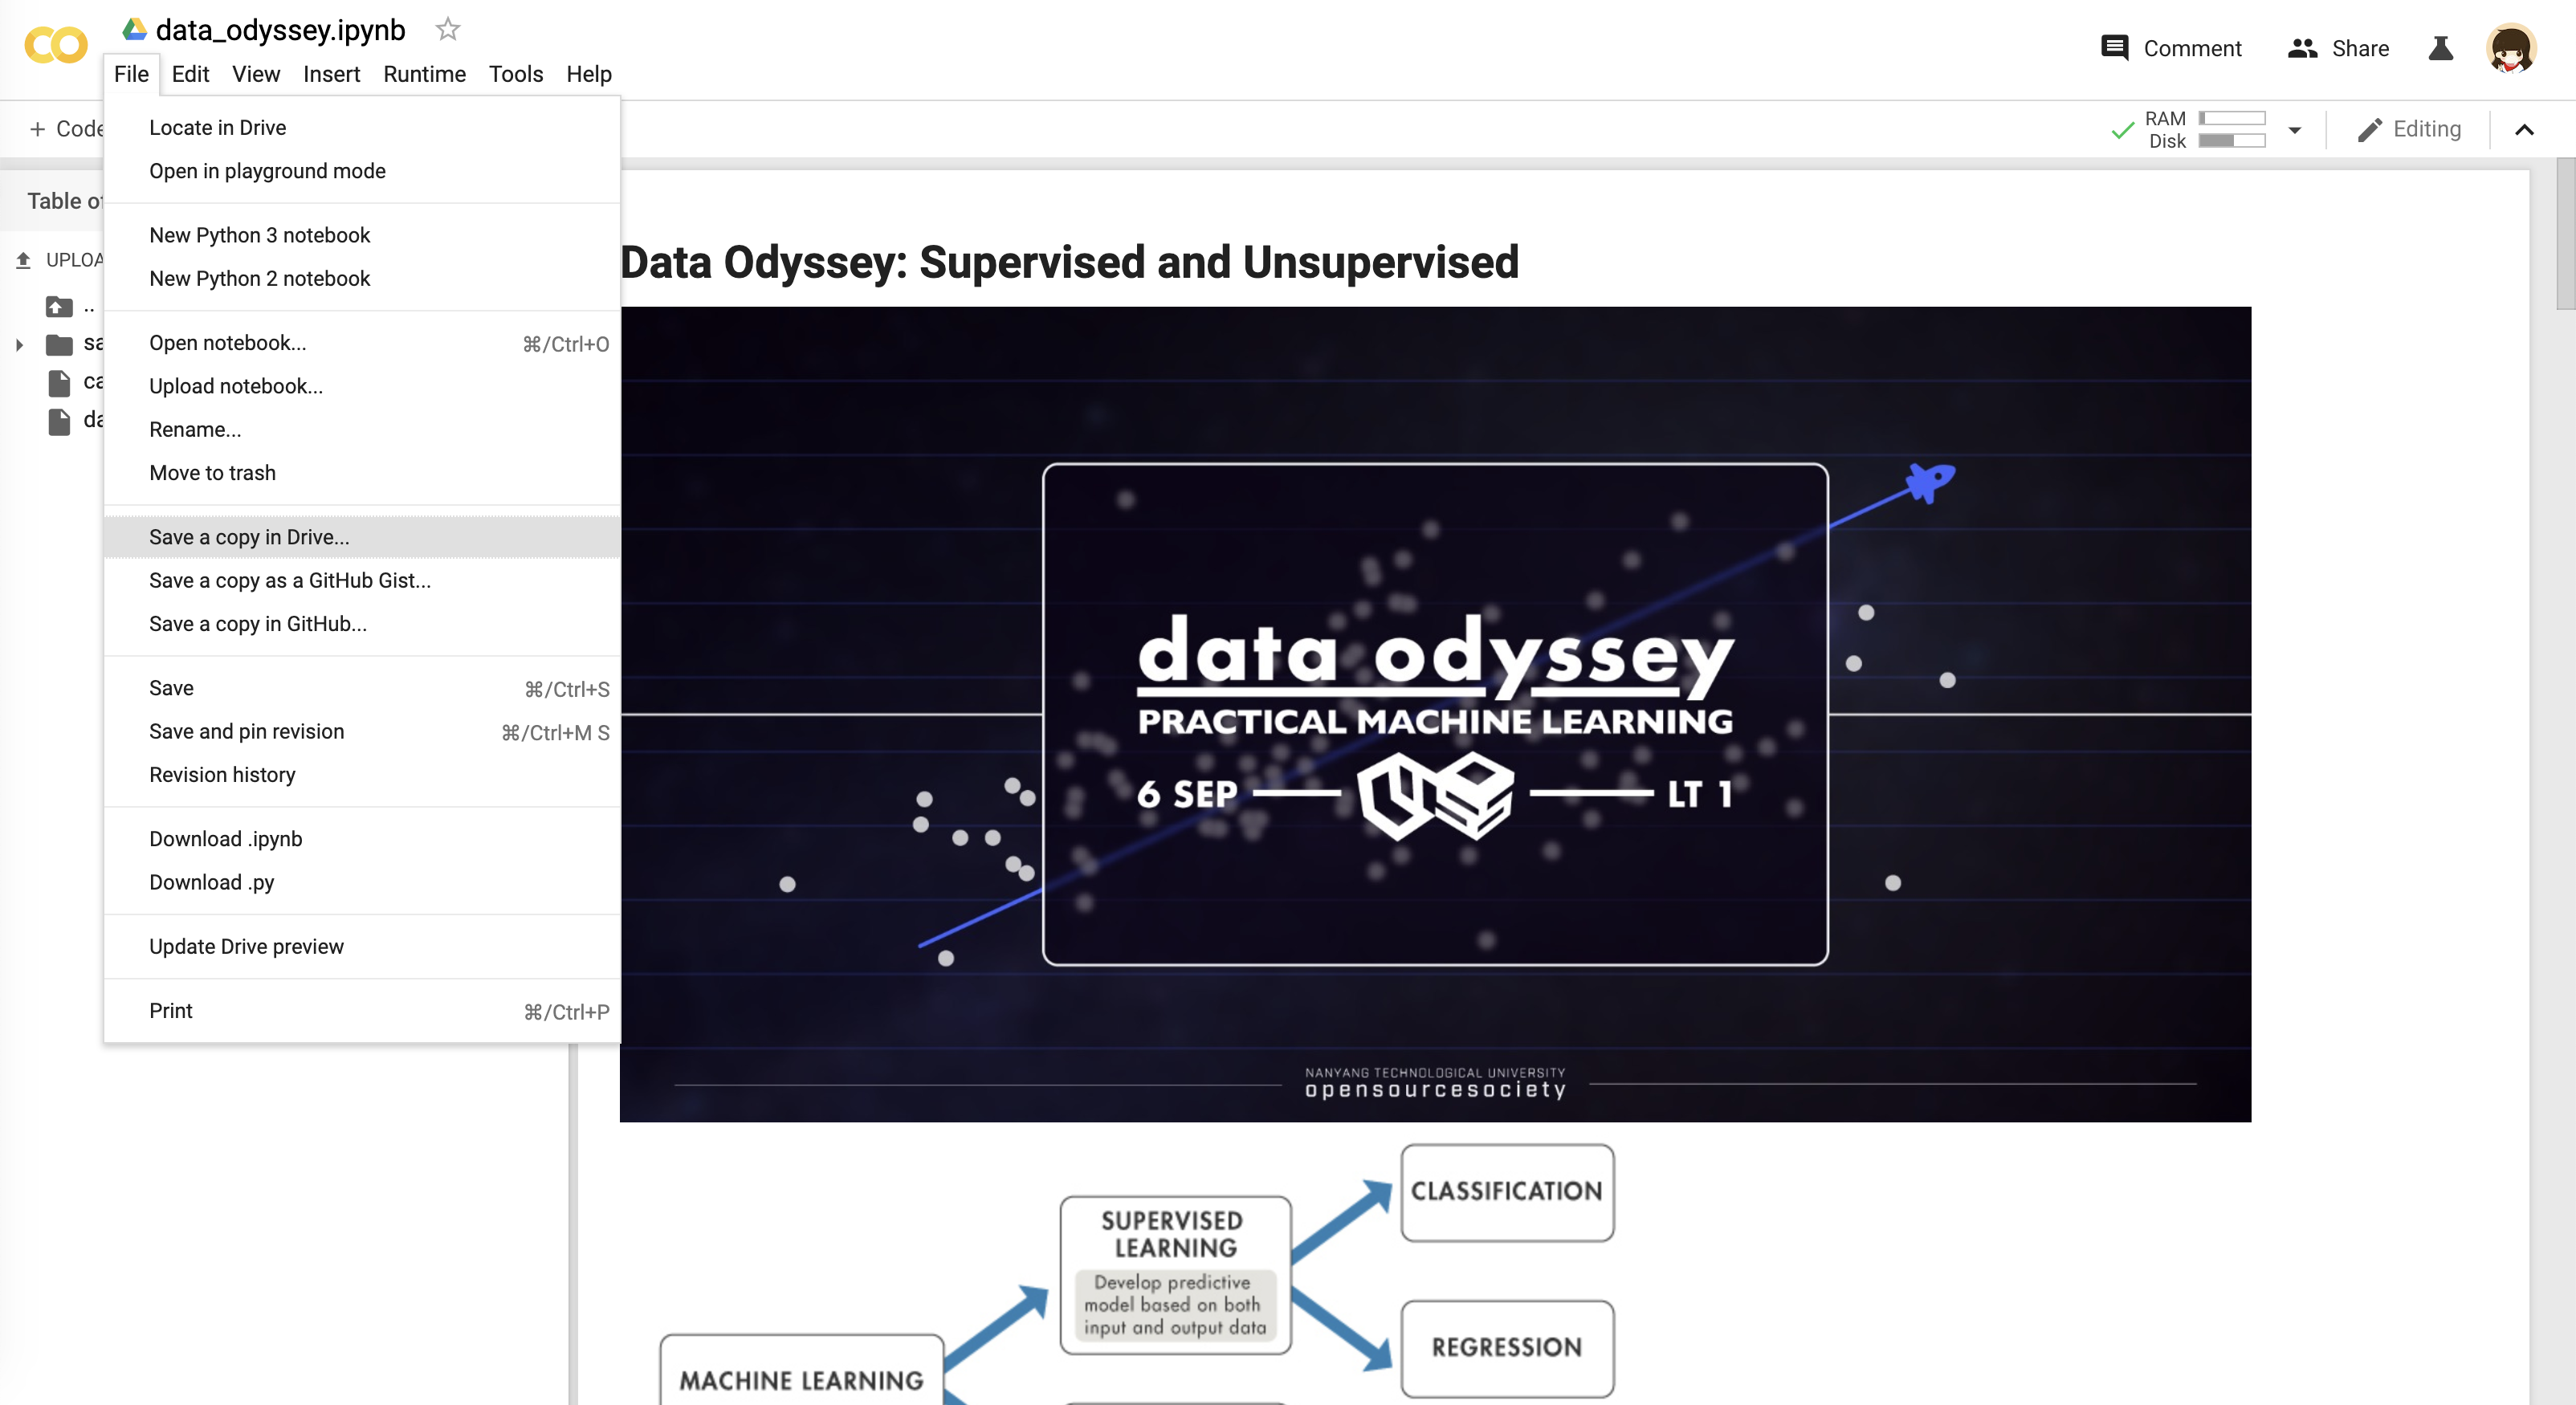 data_odyssey.ipynb
File Edit View Insert Runtime Tools Help
Comment Share
+ Code
RAM
Disk
Editing
Table of
UPLOA
..
sa
ca
da
Locate in Drive
Open in playground mode
New Python 3 notebook
New Python 2 notebook
Open notebook... ⌘/Ctrl+O
Upload notebook...
Rename...
Move to trash
Save a copy in Drive...
Save a copy as a GitHub Gist...
Save a copy in GitHub...
Save ⌘/Ctrl+S
Save and pin revision ⌘/Ctrl+M S
Revision history
Download .ipynb
Download .py
Update Drive preview
Print ⌘/Ctrl+P
Data Odyssey: Supervised and Unsupervised
data odyssey
PRACTICAL MACHINE LEARNING
6 SEP LT 1
NANYANG TECHNOLOGICAL UNIVERSITY
opensourcesociety
CLASSIFICATION
SUPERVISED
LEARNING
Develop predictive
model based on both
input and output data
REGRESSION
MACHINE LEARNING